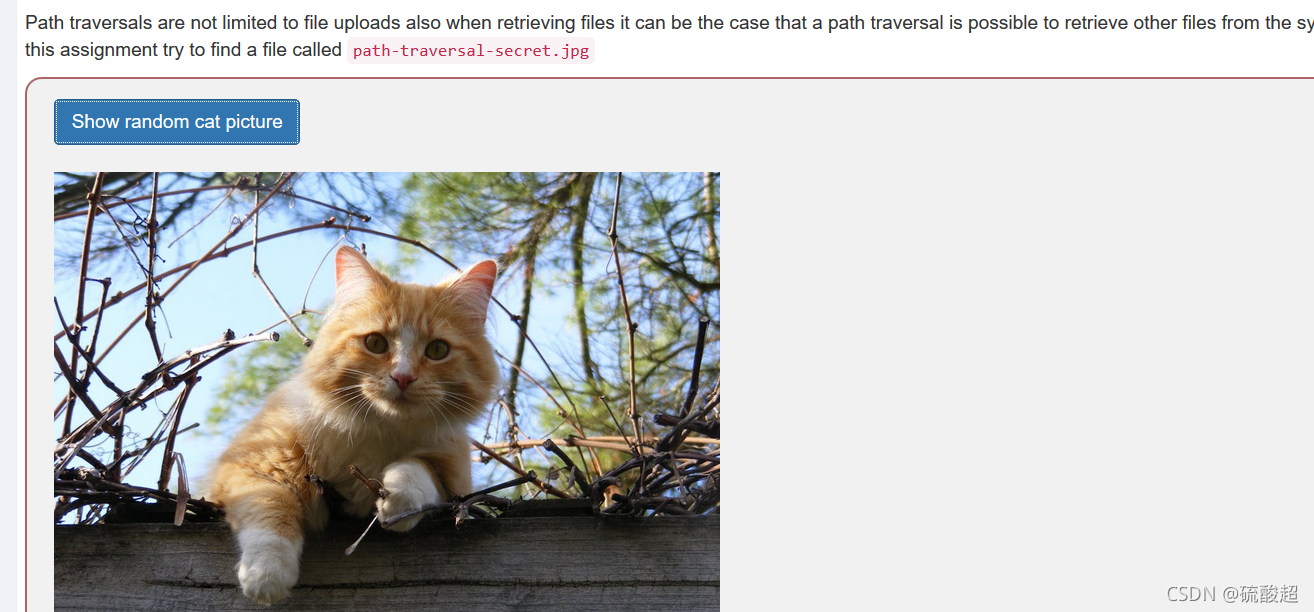 Path traversals are not limited to file uploads also when retrieving files it can be the case that a path traversal is possible to retrieve other files from the sy
this assignment try to find a file called path-traversal-secret.jpg
Show random cat picture
CSDN @硫酸超